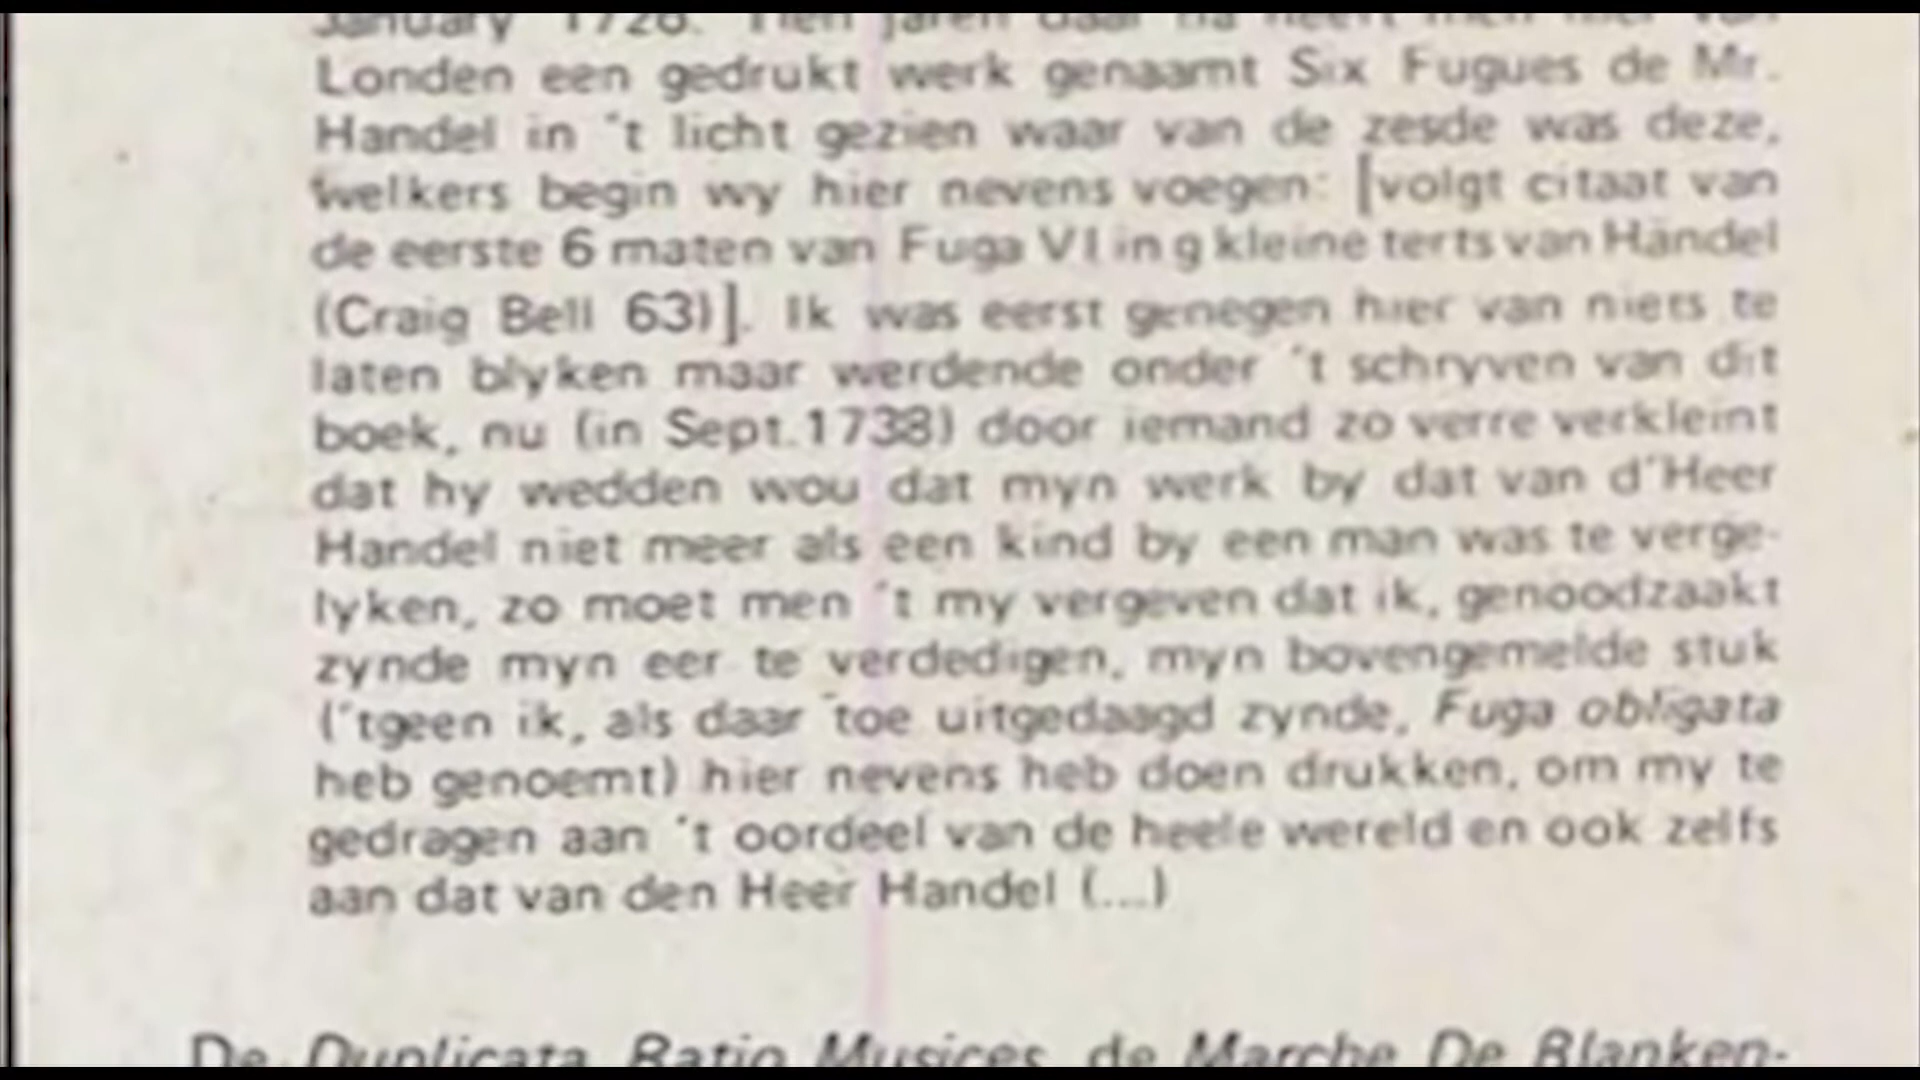 January 1728. Tien jaren daar na heeft men hier van
Londen een gedrukt werk genaamt Six Fugues de Mr.
Handel in 't licht gezien waar van de zesde was deze,
welkers begin wy hier nevens voegen: [volgt citaat van
de eerste 6 maten van Fuga VI in g kleine terts van Händel
(Craig Bell 63)]. Ik was eerst genegen hier van niets te
laten blyken maar werdende onder 't schryven van dit
boek, nu (in Sept.1738) door iemand zo verre verkleint
dat hy wedden wou dat myn werk by dat van d'Heer
Handel niet meer als een kind by een man was te verge-
lyken, zo moet men 't my vergeven dat ik, genoodzaakt
zynde myn eer te verdedigen, myn bovengemelde stuk
('tgeen ik, als daar toe uitgedaagd zynde, Fuga obligata
heb genoemt) hier nevens heb doen drukken, om my te
gedragen aan 't oordeel van de heele wereld en ook zelfs
aan dat van den Heer Handel (...)
De Duplicata Ratio Musices, de Marche De Blanken-